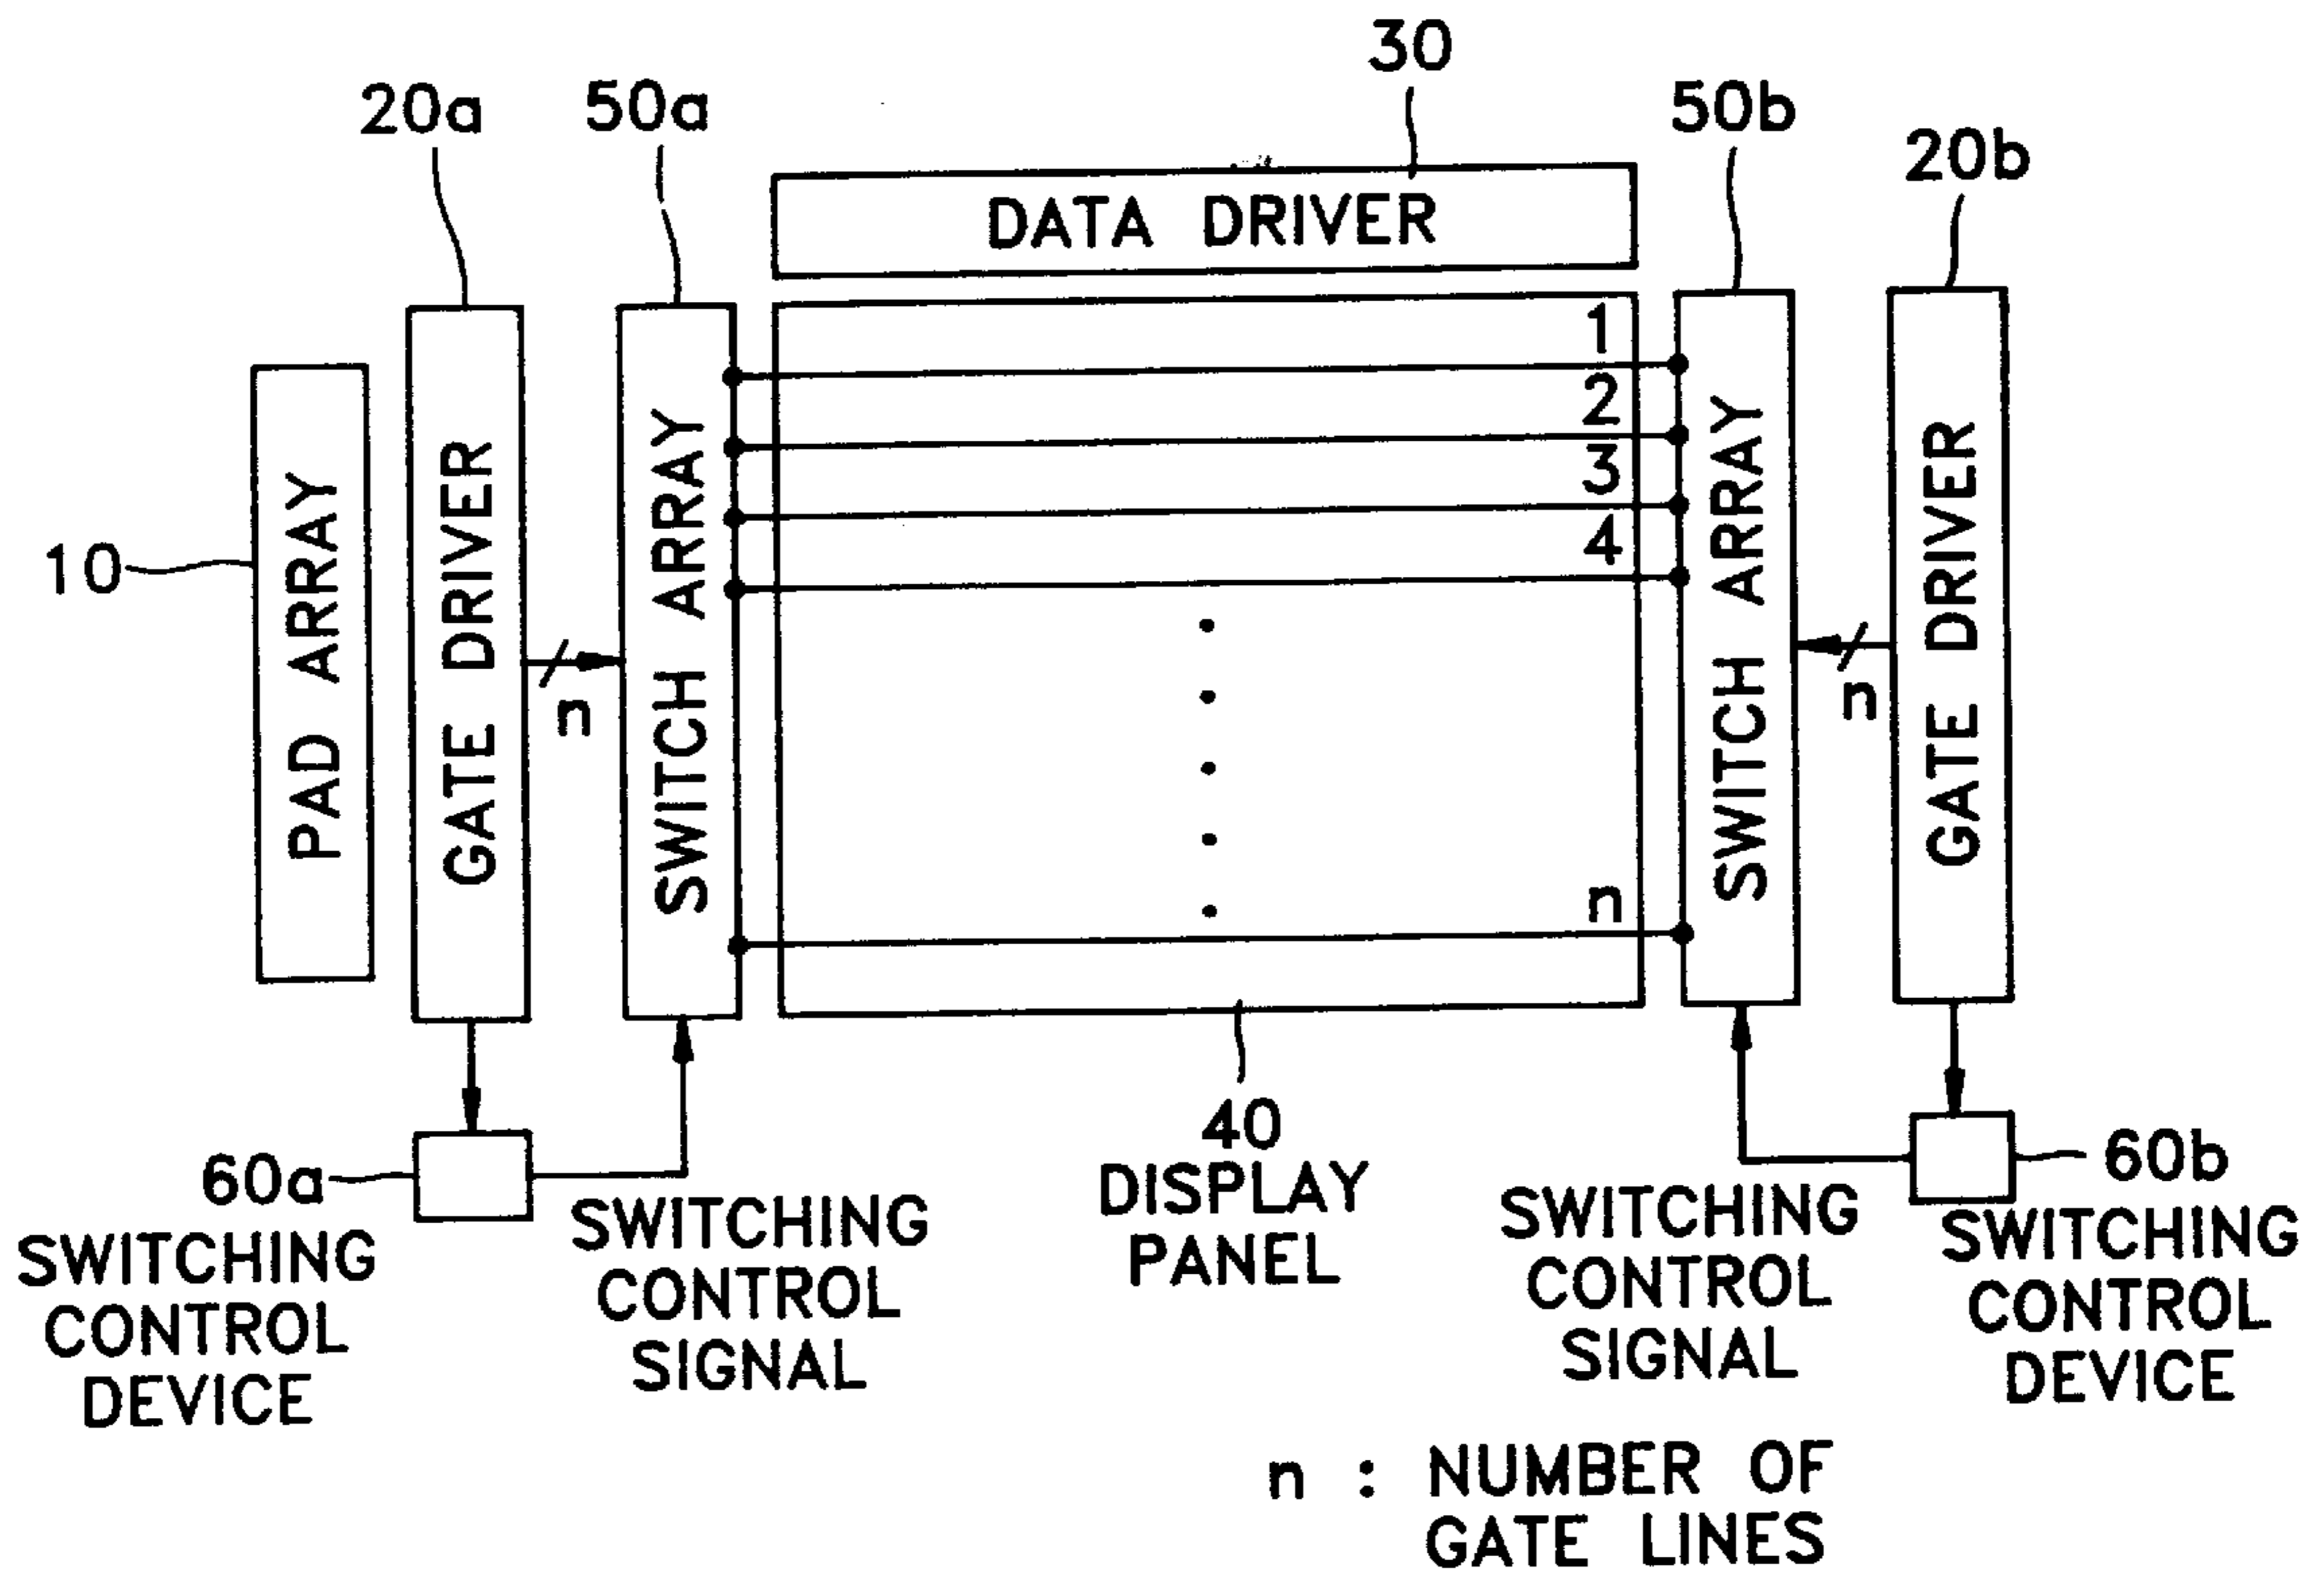 30
20a
50a
50b
20b
DATA DRIVER
10
PAD ARRAY
GATE DRIVER
n
SWITCH ARRAY
1
2
3
4
n
SWITCH ARRAY
n
GATE DRIVER
60a
SWITCHING
CONTROL
DEVICE
SWITCHING
CONTROL
SIGNAL
40
DISPLAY
PANEL
SWITCHING
CONTROL
SIGNAL
60b
SWITCHING
CONTROL
DEVICE
n : NUMBER OF
GATE LINES